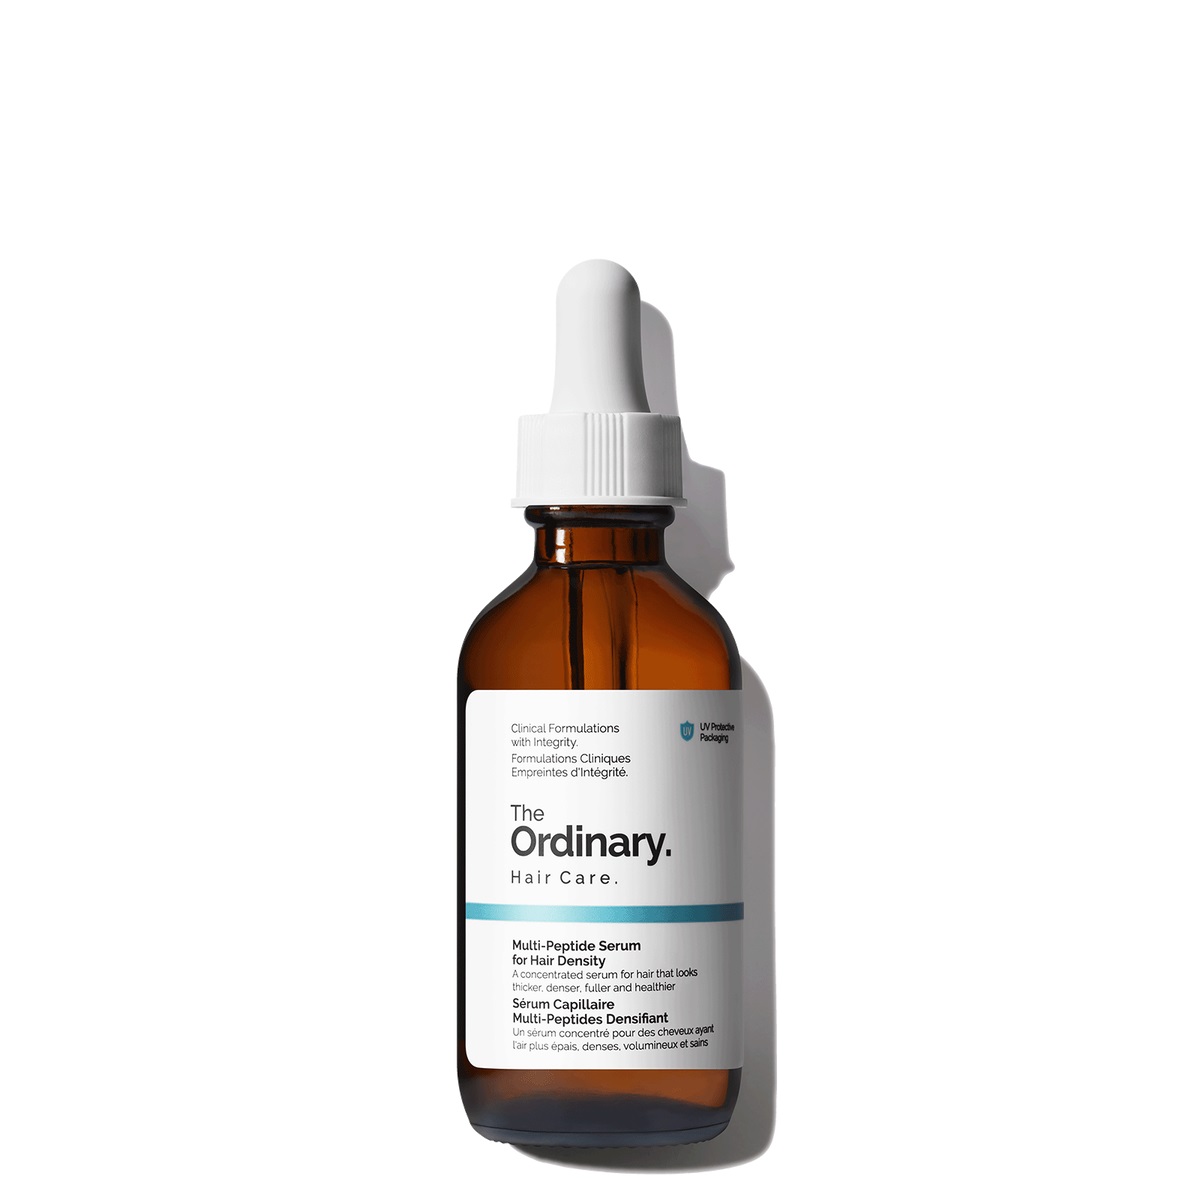 Clinical Formulations
with Integrity.
Formulations Cliniques
Empreintes d'Intégrité.
UV
UV Protective
Packaging
The
Ordinary.
Hair Care.
Multi-Peptide Serum
for Hair Density
A concentrated serum for hair that looks
thicker, denser, fuller and healthier
Sérum Capillaire
Multi-Peptides Densifiant
Un sérum concentré pour des cheveux ayant
l'air plus épais, denses, volumineux et sains